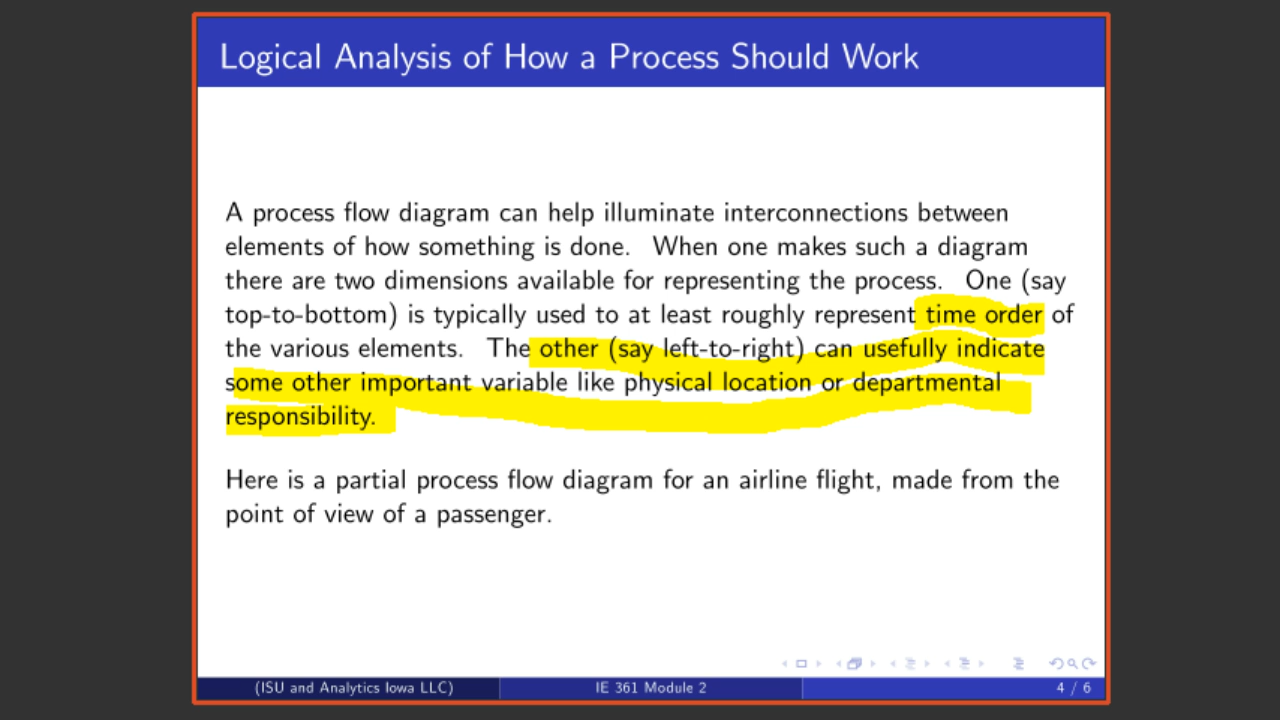 Logical Analysis of How a Process Should Work
A process flow diagram can help illuminate interconnections between
elements of how something is done. When one makes such a diagram
there are two dimensions available for representing the process. One (say
top-to-bottom) is typically used to at least roughly represent time order of
the various elements. The other (say left-to-right) can usefully indicate
some other important variable like physical location or departmental
responsibility.
Here is a partial process flow diagram for an airline flight, made from the
point of view of a passenger.
(ISU and Analytics Iowa LLC)
IE 361 Module 2
4 / 6